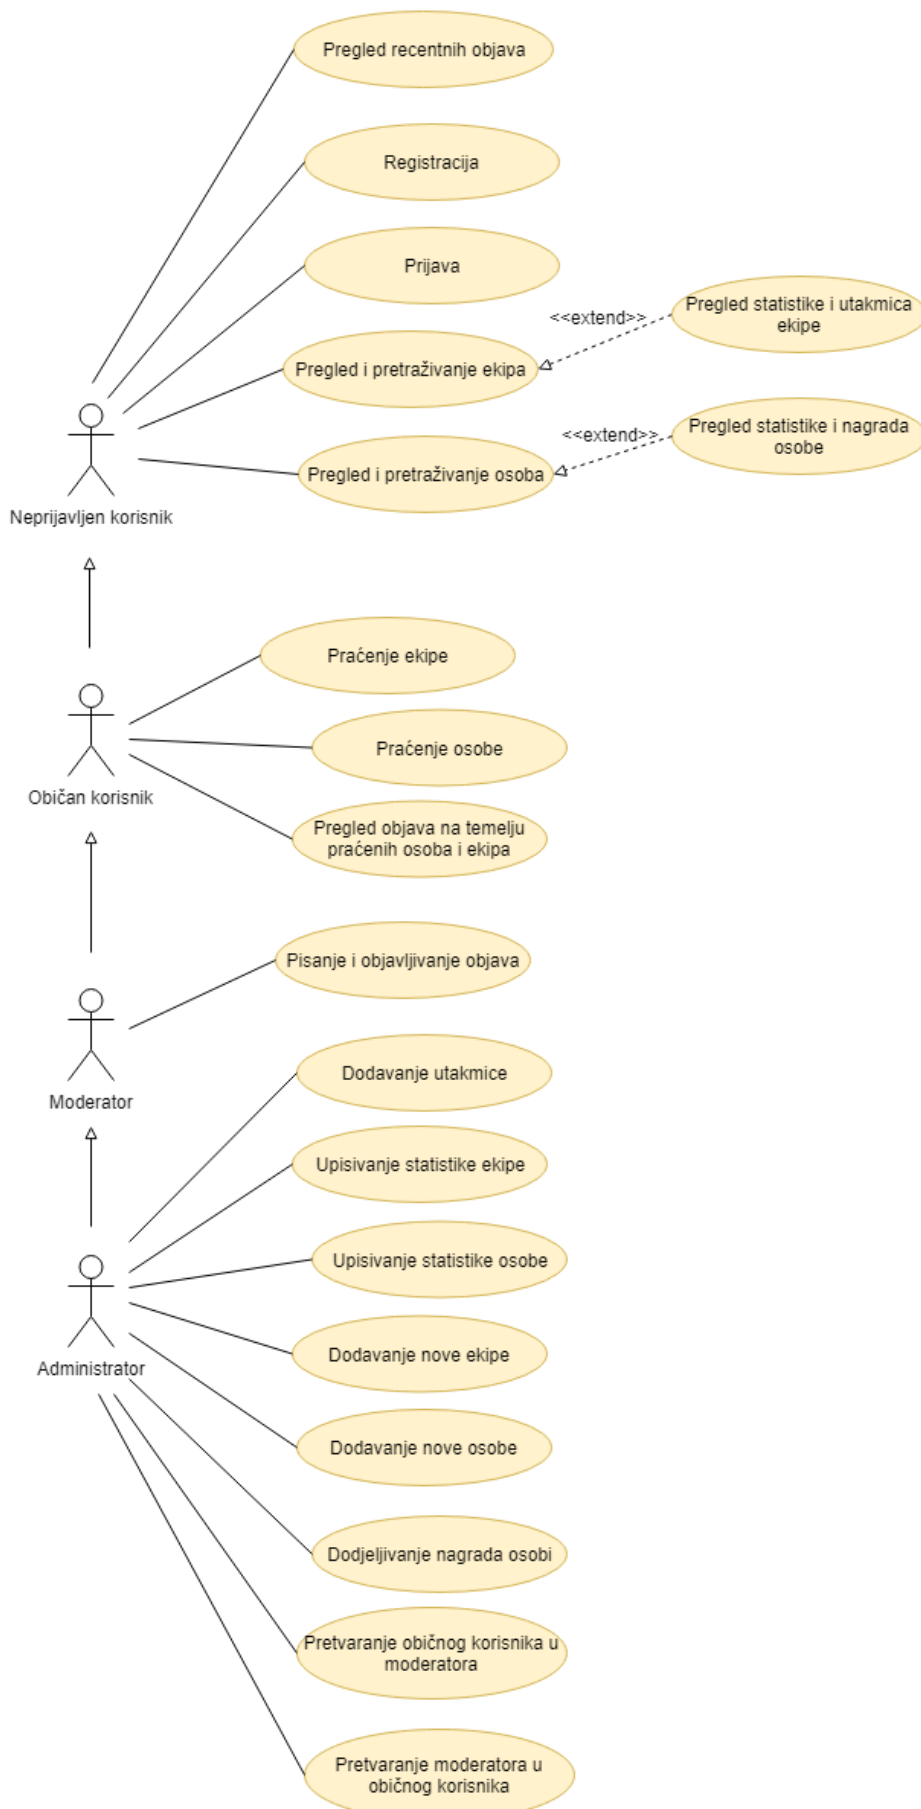 Pregled recentnih objava
Registracija
Prijava
<<extend>>
Pregled statistike i utakmica
ekipe
Pregled i pretraživanje ekipa
<<extend>>
Pregled statistike i nagrada
osobe
Pregled i pretraživanje osoba
Neprijavljen korisnik
Praćenje ekipe
Praćenje osobe
Običan korisnik
Pregled objava na temelju
praćenih osoba i ekipa
Pisanje i objavljivanje objava
Moderator
Dodavanje utakmice
Upisivanje statistike ekipe
Upisivanje statistike osobe
Dodavanje nove ekipe
Administrator
Dodavanje nove osobe
Dodjeljivanje nagrada osobi
Pretvaranje običnog korisnika u
moderatora
Pretvaranje moderatora u
običnog korisnika